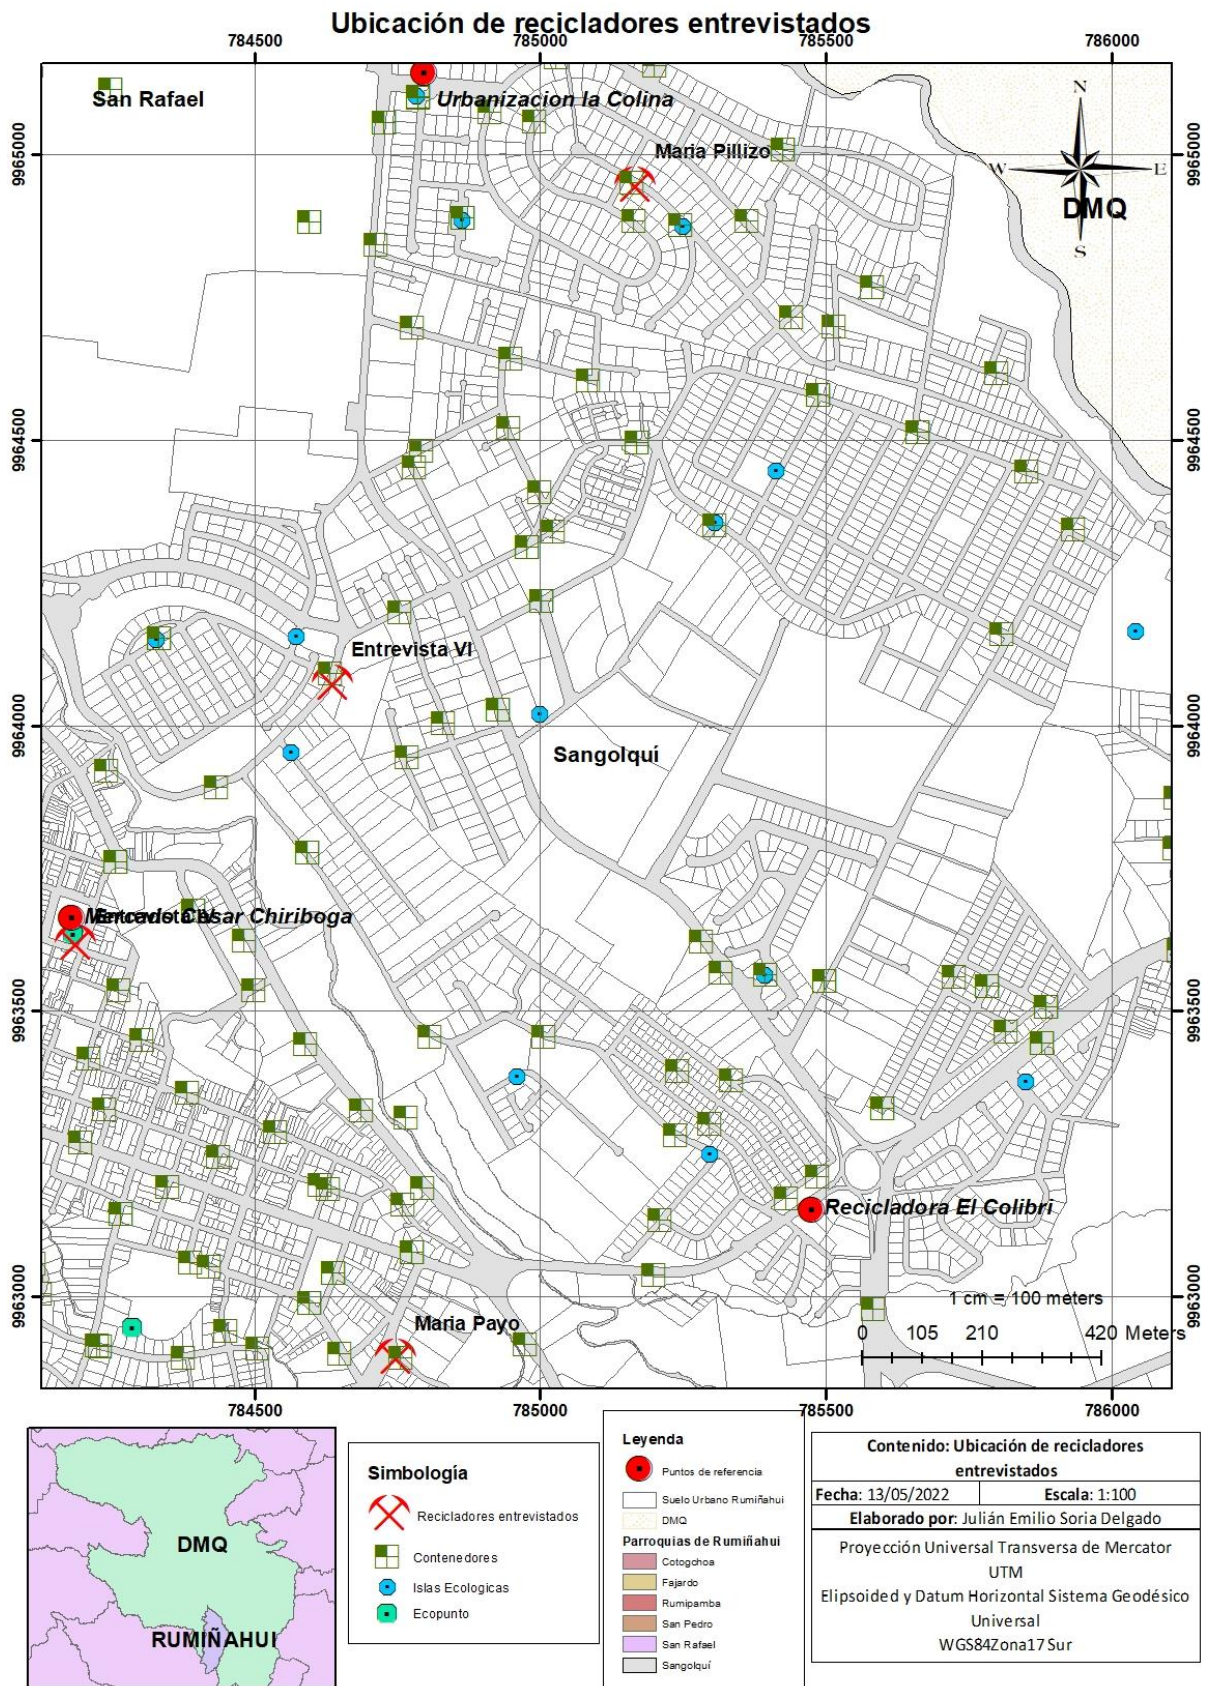 Ubicación de recicladores entrevistados
784500 785000 785500 786000
San Rafael
Urbanizacion la Colina
N
9965000
Maria Pillizo
9965000
W
E
DMQ
S
9964500
9964500
Entrevista VI
9964000
Sangolquí
9964000
Mercado César Chiriboga
9963500
9963500
Recicladora El Colibri
9963000
1 cm = 100 meters
9963000
Maria Payo
0 105 210 420 Meters
784500 785000 785500 786000
DMQ
RUMIÑAHUI
Simbología
Recicladores entrevistados
Contenedores
Islas Ecologicas
Ecopunto
Leyenda
Puntos de referencia
Suelo Urbano Rumiñahui
DMQ
Parroquias de Rumiñahui
Cotogchoa
Fajardo
Rumipamba
San Pedro
San Rafael
Sangolquí
Contenido: Ubicación de recicladores
entrevistados
Fecha: 13/05/2022 Escala: 1:100
Elaborado por: Julián Emilio Soria Delgado
Proyección Universal Transversa de Mercator
UTM
Elipsoided y Datum Horizontal Sistema Geodésico
Universal
WGS84Zona17 Sur